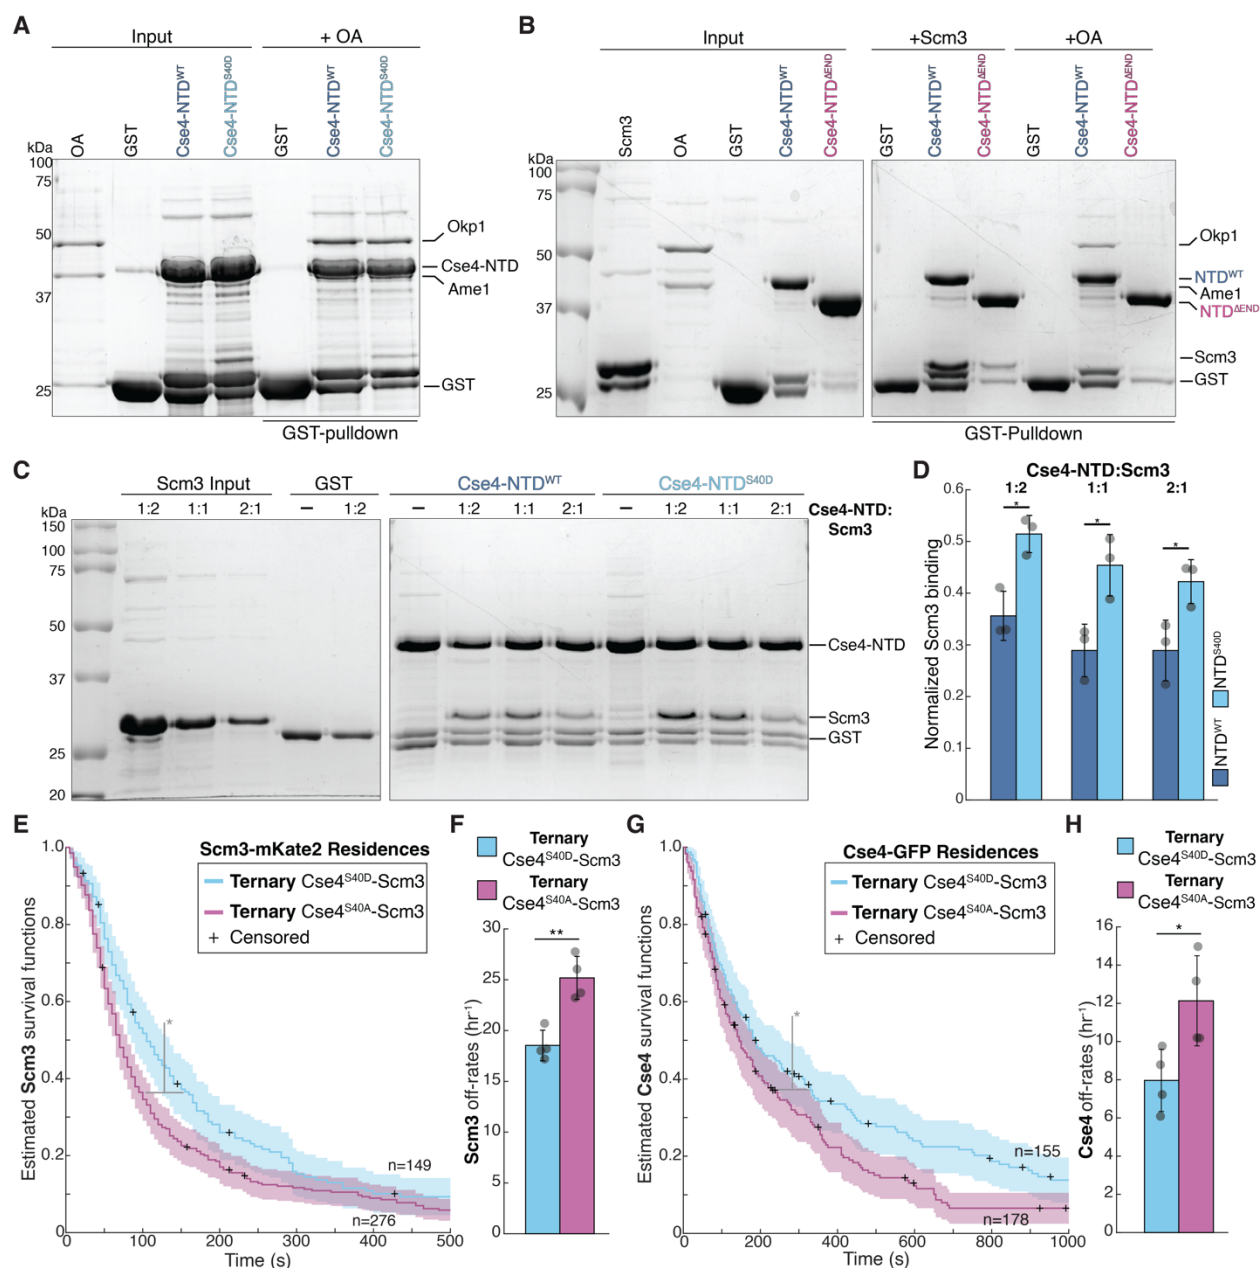 A
Input
+ OA
kDa
OA
GST
Cse4-NTDᵂᵀ
Cse4-NTDˢ⁴⁰ᴰ
GST
Cse4-NTDᵂᵀ
Cse4-NTDˢ⁴⁰ᴰ
100
75
50
37
25
Okp1
Cse4-NTD
Ame1
GST
GST-pulldown
B
Input
+Scm3
+OA
kDa
Scm3
OA
GST
Cse4-NTDᵂᵀ
Cse4-NTDᐞᴱᴺᴰ
GST
Cse4-NTDᵂᵀ
Cse4-NTDᐞᴱᴺᴰ
GST
Cse4-NTDᵂᵀ
Cse4-NTDᐞᴱᴺᴰ
100
75
50
37
25
Okp1
NTDᵂᵀ
Ame1
NTDᐞᴱᴺᴰ
Scm3
GST
GST-Pulldown
C
Scm3 Input
GST
Cse4-NTDᵂᵀ
Cse4-NTDˢ⁴⁰ᴰ
kDa
1:2 1:1 2:1
– 1:2
– 1:2 1:1 2:1
– 1:2 1:1 2:1
Cse4-NTD:
Scm3
150
100
75
50
37
25
20
Cse4-NTD
Scm3
GST
D
Cse4-NTD:Scm3
1:2 1:1 2:1
* * *
Normalized Scm3 binding
0.6
0.5
0.4
0.3
0.2
0.1
0
NTDˢ⁴⁰ᴰ
NTDᵂᵀ
E
Scm3-mKate2 Residences
Ternary Cse4ˢ⁴⁰ᴰ-Scm3
Ternary Cse4ˢ⁴⁰ᴬ-Scm3
+ Censored
Estimated Scm3 survival functions
1.0
0.8
0.6
0.4
0.2
0
*
n=149
n=276
0 100 200 300 400 500
Time (s)
F
Ternary
Cse4ˢ⁴⁰ᴰ-Scm3
Ternary
Cse4ˢ⁴⁰ᴬ-Scm3
**
Scm3 off-rates (hr⁻¹)
30
25
20
15
10
5
0
G
Cse4-GFP Residences
Ternary Cse4ˢ⁴⁰ᴰ-Scm3
Ternary Cse4ˢ⁴⁰ᴬ-Scm3
+ Censored
Estimated Cse4 survival functions
1.0
0.8
0.6
0.4
0.2
0
*
n=155
n=178
0 200 400 600 800 1000
Time (s)
H
Ternary
Cse4ˢ⁴⁰ᴰ-Scm3
Ternary
Cse4ˢ⁴⁰ᴬ-Scm3
*
Cse4 off-rates (hr⁻¹)
16
14
12
10
8
6
4
2
0